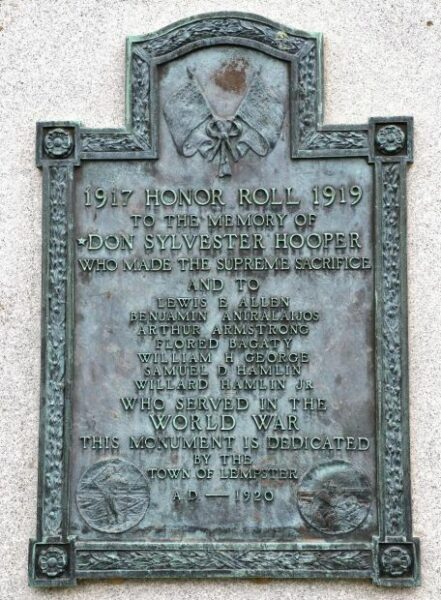 1917 HONOR ROLL 1919
TO THE MEMORY OF
★DON SYLVESTER HOOPER
WHO MADE THE SUPREME SACRIFICE
AND TO
LEWIS E ALLEN
BENJAMIN ANIRALAIJOS
ARTHUR ARMSTRONG
FLORED BAGATY
WILLIAM H GEORGE
SAMUEL D HAMLIN
WILLARD HAMLIN JR
WHO SERVED IN THE
WORLD WAR
THIS MONUMENT IS DEDICATED
BY THE
TOWN OF LEMPSTER
A D — 1920